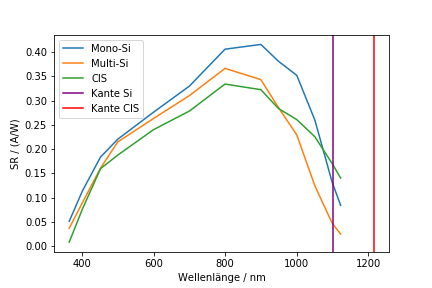 Mono-Si
Multi-Si
CIS
Kante Si
Kante CIS
SR / (A/W)
0.40
0.35
0.30
0.25
0.20
0.15
0.10
0.05
0.00
400 600 800 1000 1200
Wellenlänge / nm